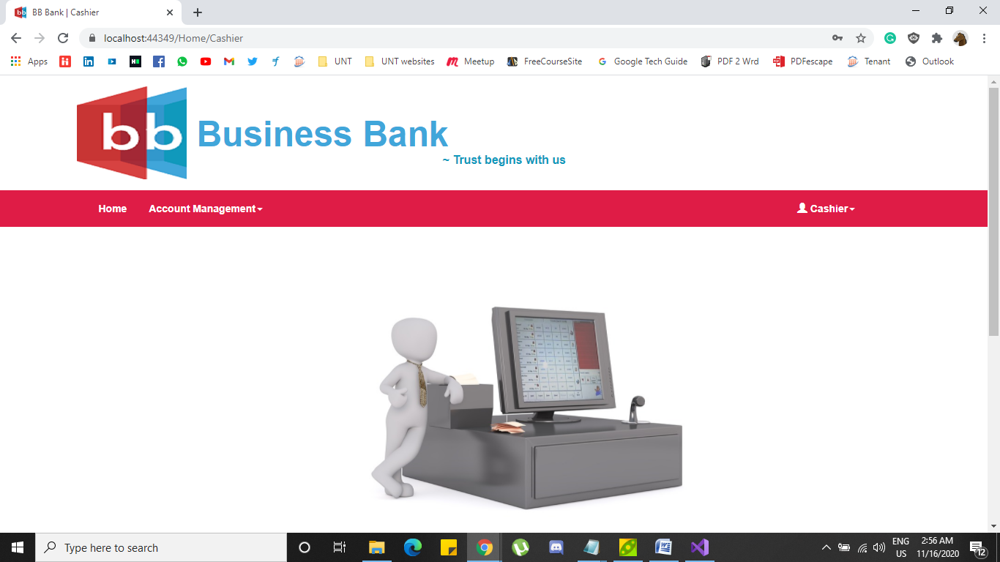 BB Bank | Cashier
localhost:44349/Home/Cashier
Apps UNT UNT websites Meetup FreeCourseSite Google Tech Guide PDF 2 Wrd PDFescape Tenant Outlook
bb Business Bank
~ Trust begins with us
Home Account Management Cashier
Type here to search
ENG 2:56 AM
US 11/16/2020 12